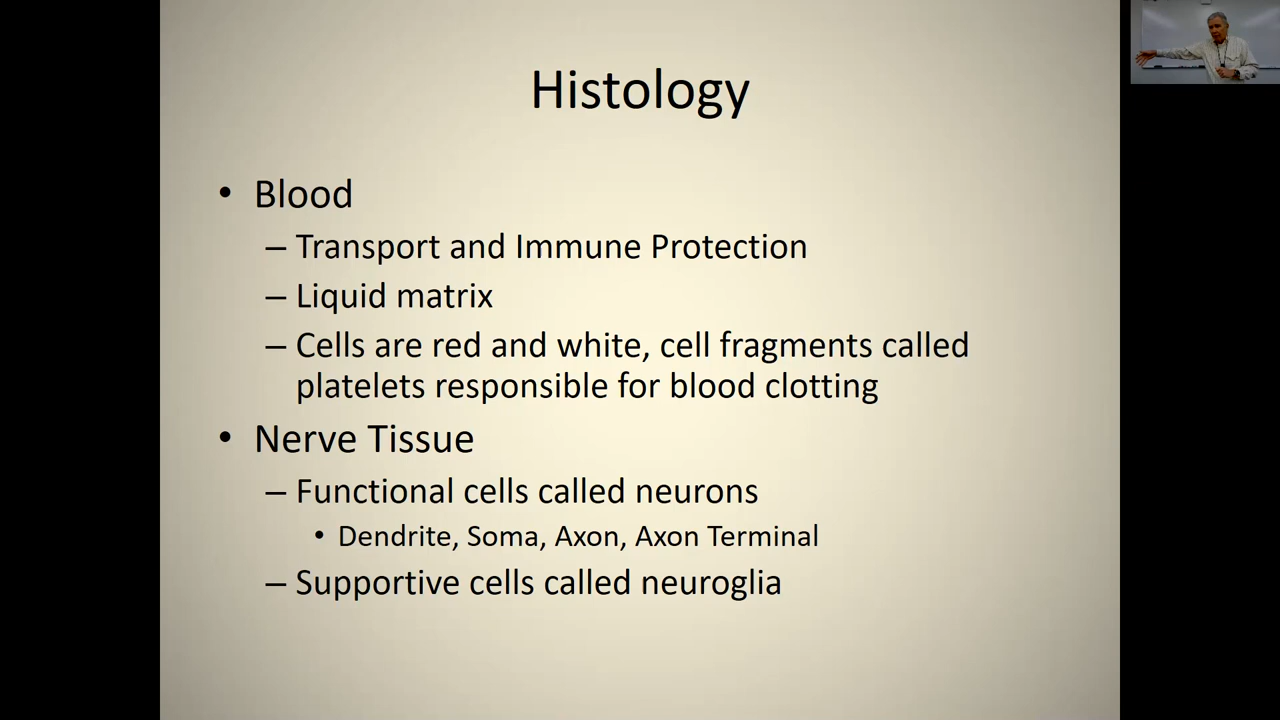 Histology
• Blood
– Transport and Immune Protection
– Liquid matrix
– Cells are red and white, cell fragments called
platelets responsible for blood clotting
• Nerve Tissue
– Functional cells called neurons
• Dendrite, Soma, Axon, Axon Terminal
– Supportive cells called neuroglia